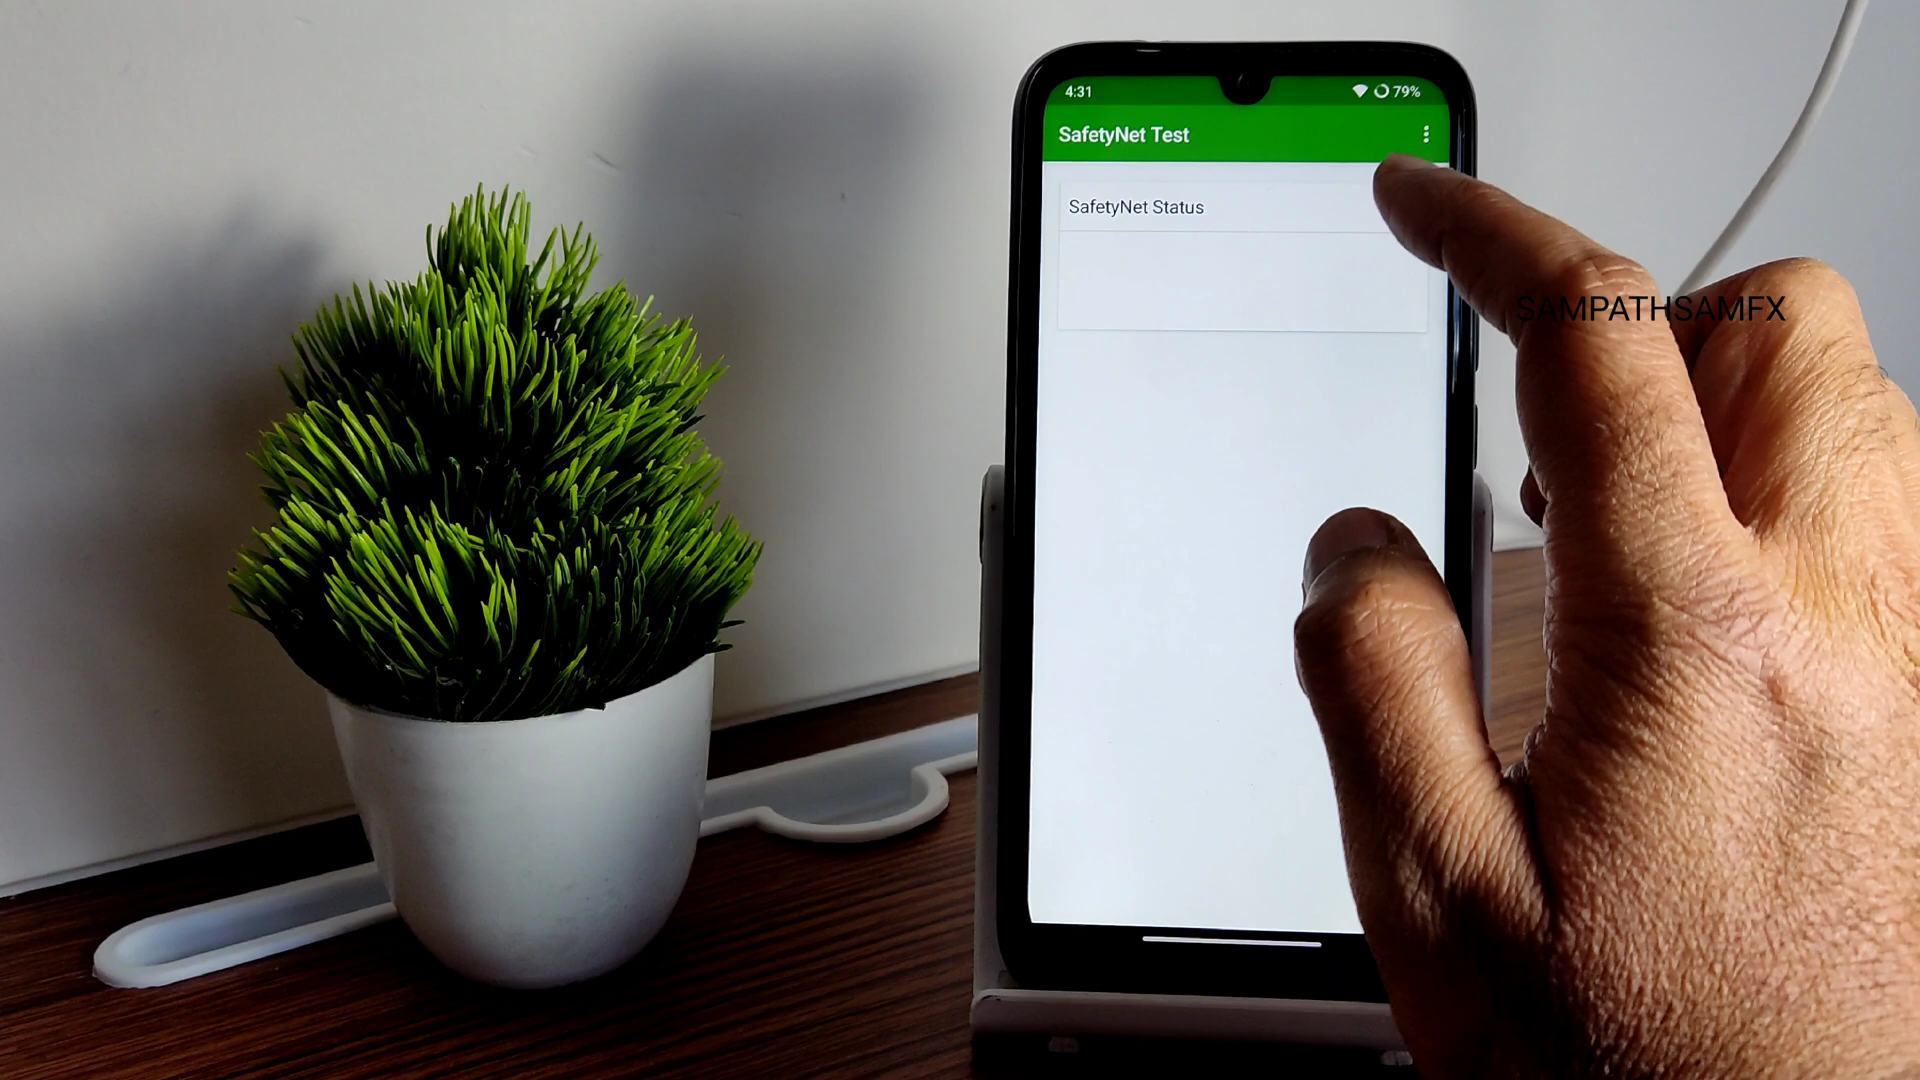 4:31
79%
SafetyNet Test
SafetyNet Status
SAMPATHSAMFX